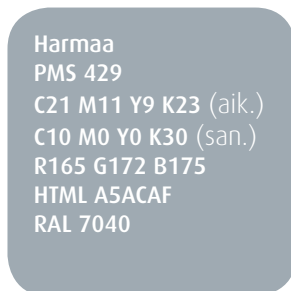 Harmaa
PMS 429
C21 M11 Y9 K23 (aik.)
C10 M0 Y0 K30 (san.)
R165 G172 B175
HTML A5ACAF
RAL 7040